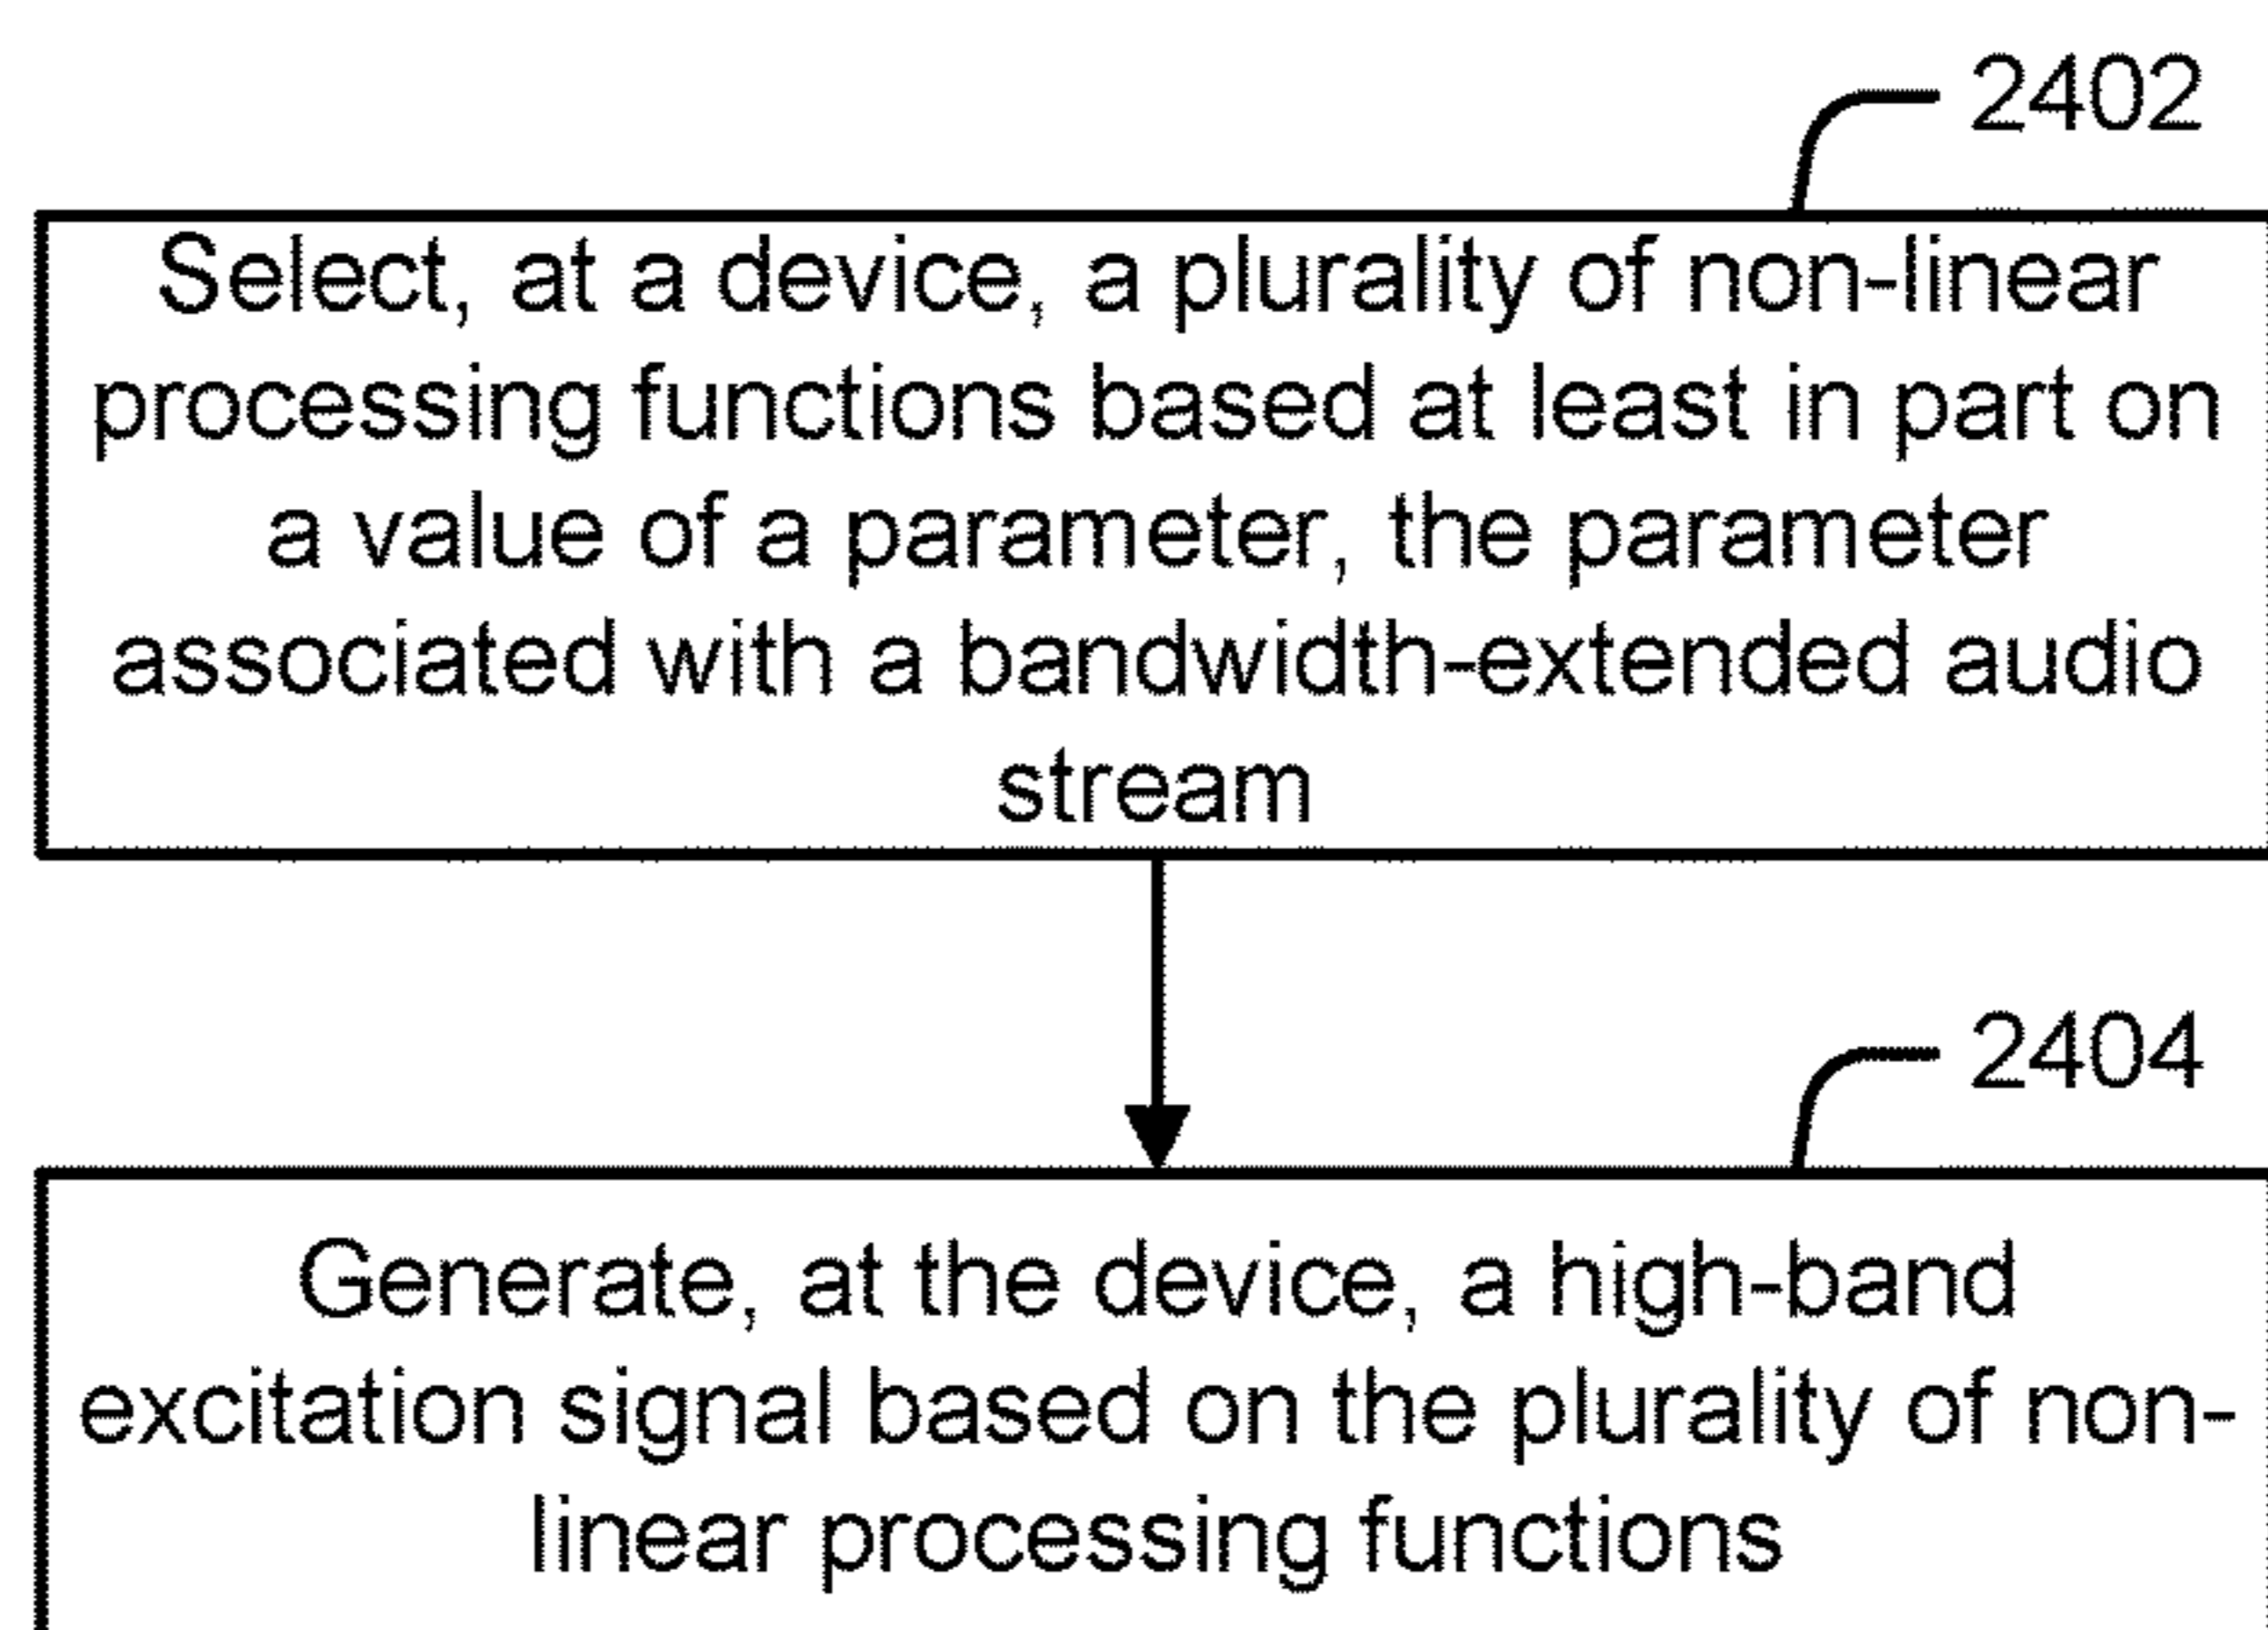 2402
Select, at a device, a plurality of non-linear
processing functions based at least in part on
a value of a parameter, the parameter
associated with a bandwidth-extended audio
stream
2404
Generate, at the device, a high-band
excitation signal based on the plurality of non-
linear processing functions